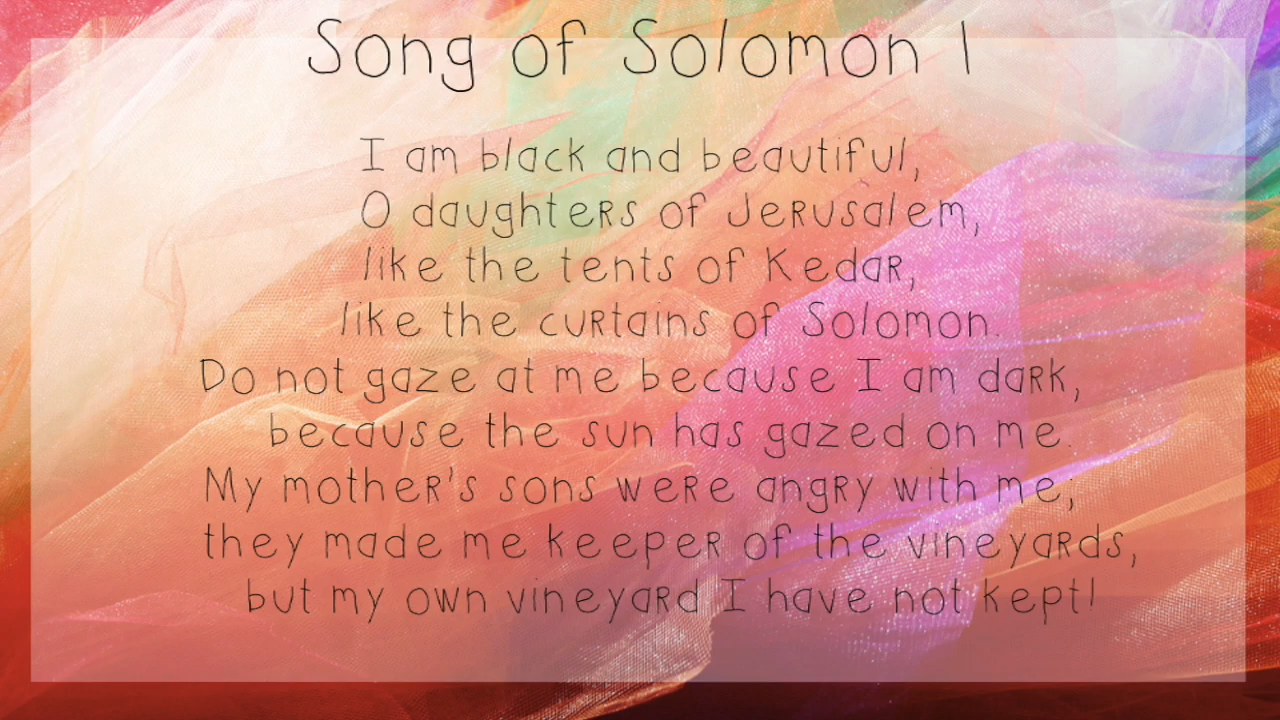 Song of Solomon 1
I am black and beautiful,
O daughters of Jerusalem,
like the tents of Kedar,
like the curtains of Solomon.
Do not gaze at me because I am dark,
because the sun has gazed on me.
My mother's sons were angry with me;
they made me keeper of the vineyards,
but my own vineyard I have not kept!